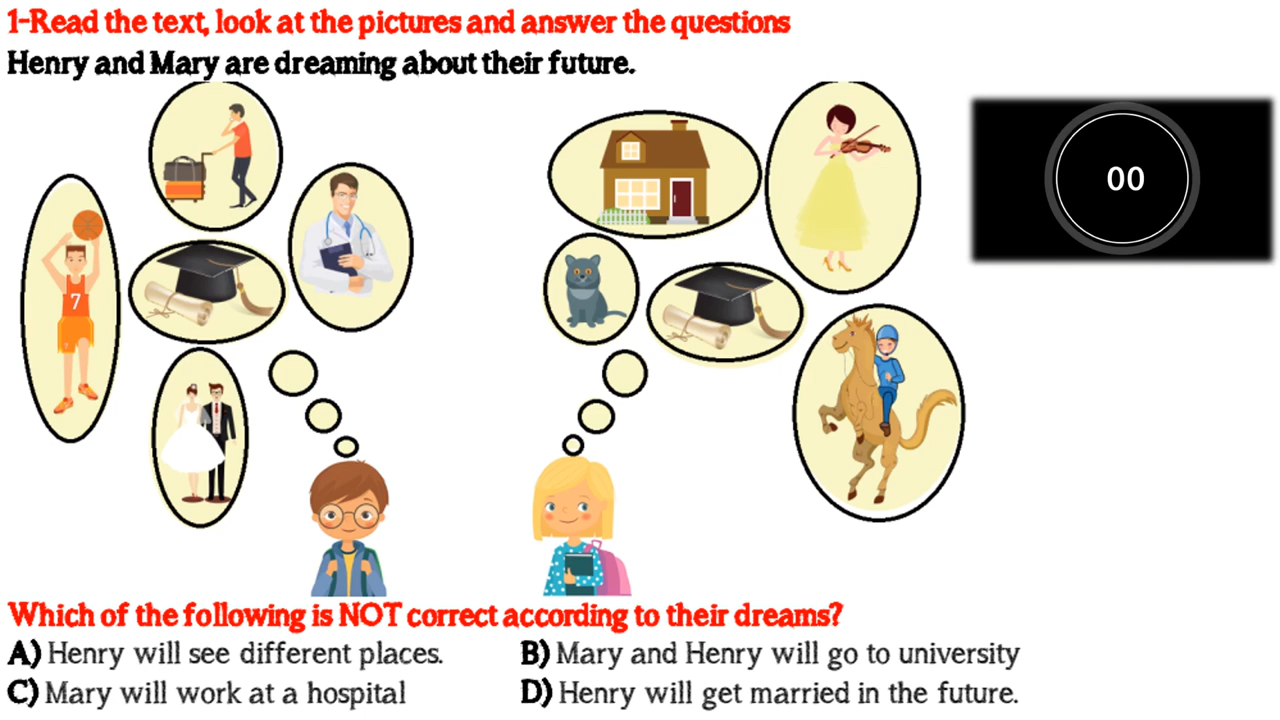 1-Read the text, look at the pictures and answer the questions
Henry and Mary are dreaming about their future.
00
7
Which of the following is NOT correct according to their dreams?
A) Henry will see different places.
B) Mary and Henry will go to university
C) Mary will work at a hospital
D) Henry will get married in the future.